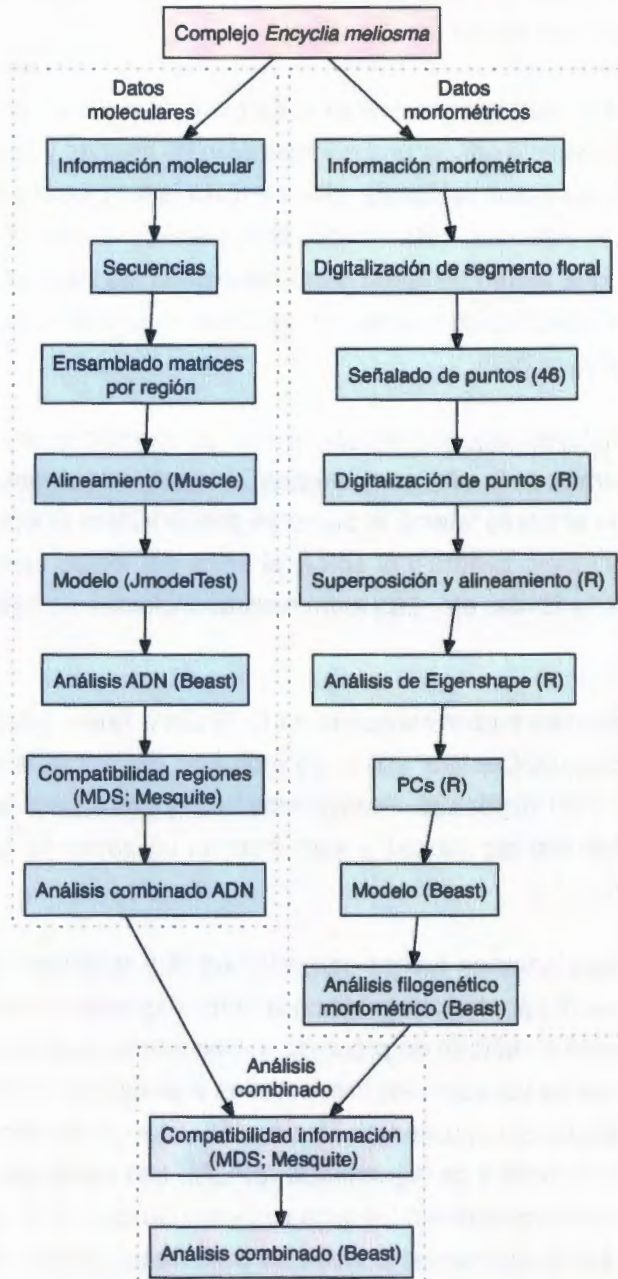 Complejo Encyclia meliosma
Datos
moleculares
Información molecular
Secuencias
Ensamblado matrices
por región
Alineamiento (Muscle)
Modelo (JmodelTest)
Análisis ADN (Beast)
Compatibilidad regiones
(MDS; Mesquite)
Análisis combinado ADN
Datos
morfométricos
Información morfométrica
Digitalización de segmento floral
Señalado de puntos (46)
Digitalización de puntos (R)
Superposición y alineamiento (R)
Análisis de Eigenshape (R)
PCs (R)
Modelo (Beast)
Análisis filogenético
morfométrico (Beast)
Análisis
combinado
Compatibilidad información
(MDS; Mesquite)
Análisis combinado (Beast)